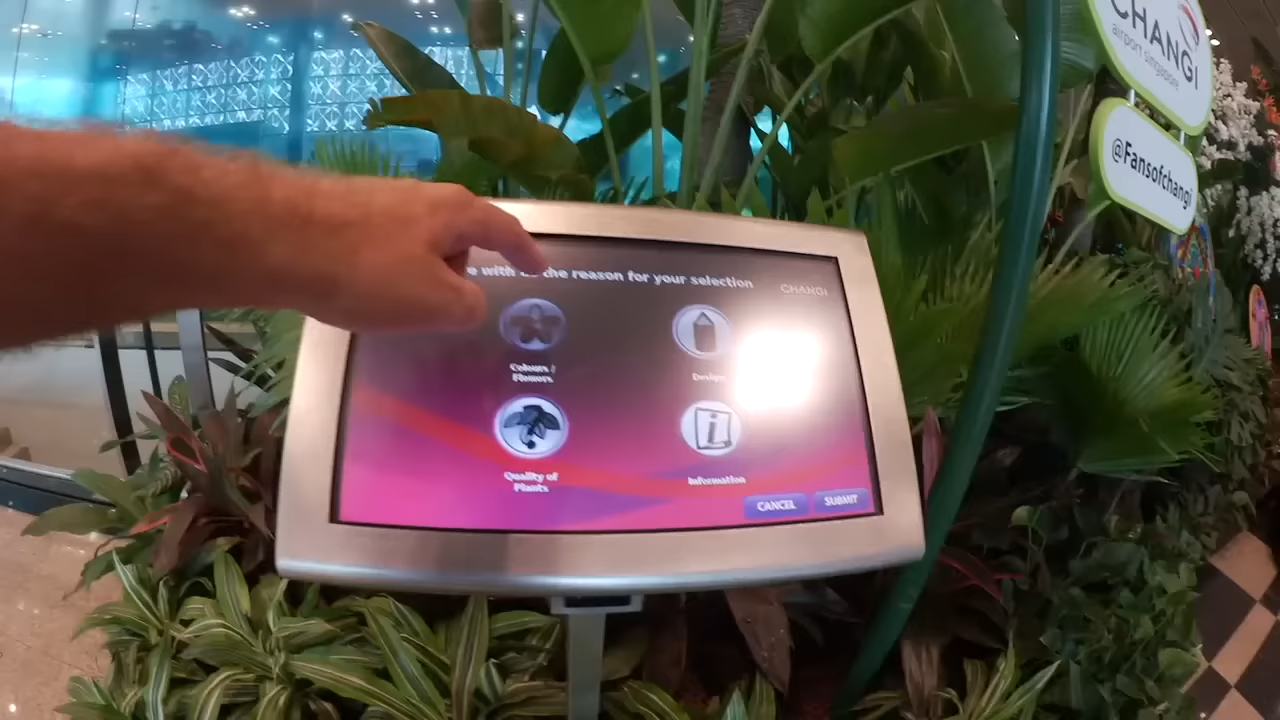 CHANGI
airport singapore
@Fansofchangi
with us the reason for your selection
CHANGI
Colours /
Flowers
Design
Quality of
Plants
Information
CANCEL
SUBMIT